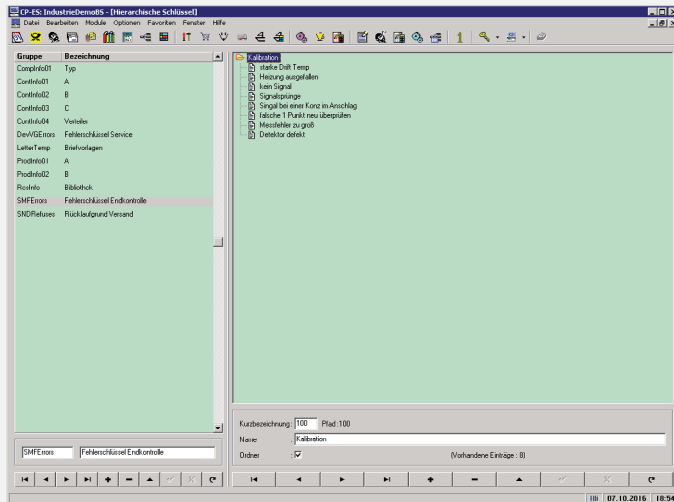 CP-ES: IndustrieDemo8S - [Hierarchische Schlüssel]
Datei Bearbeiten Module Optionen Favoriten Fenster Hilfe
Gruppe Bezeichnung
CompInfo01 Typ
ContInfo01 A
ContInfo02 B
ContInfo03 C
ContInfo04 Verteiler
DevVGErrors Fehlerschlüssel Service
LetterTemp Briefvorlagen
ProdInfo01 A
ProdInfo02 B
ResInfo Bibliothek
SMFErrors Fehlerschlüssel Endkontrolle
SNDRefuses Rücklaufgrund Versand
SMFErrors Fehlerschlüssel Endkontrolle
Kalibration
starke Drift Temp
Heizung ausgefallen
kein Signal
Signalsprünge
Singal bei einer Konz im Anschlag
falsche 1 Punkt neu überprüfen
Messfehler zu groß
Detektor defekt
Kurzbezeichnung: 100 Pfad :100
Name : Kalibration
Ordner : (Vorhandene Einträge : 8)
07.10.2016 18:54